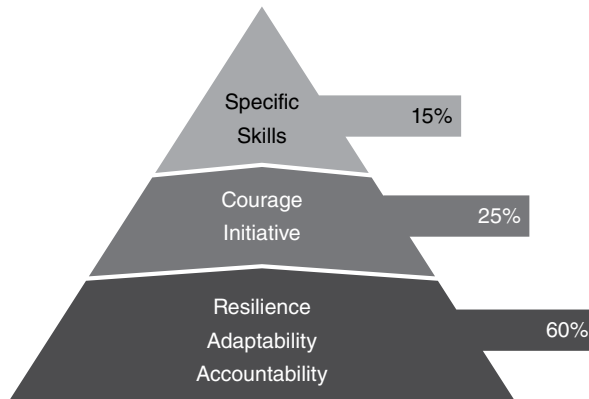 Specific
Skills
15%
Courage
Initiative
25%
Resilience
Adaptability
Accountability
60%